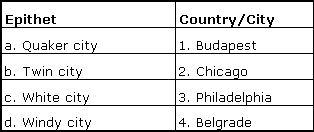 Epithet Country/City
a. Quaker city 1. Budapest
b. Twin city 2. Chicago
c. White city 3. Philadelphia
d. Windy city 4. Belgrade